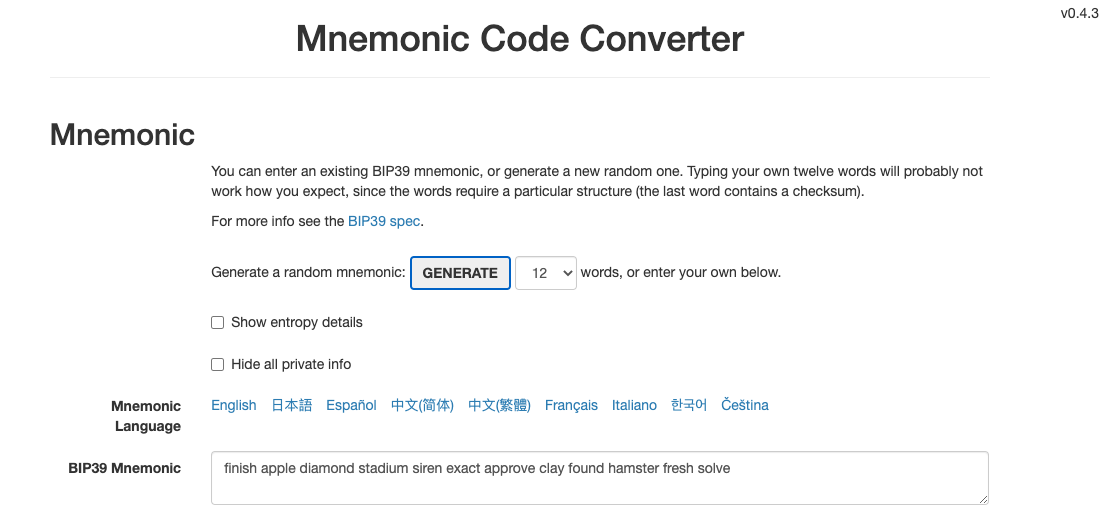 v0.4.3
Mnemonic Code Converter
Mnemonic
You can enter an existing BIP39 mnemonic, or generate a new random one. Typing your own twelve words will probably not
work how you expect, since the words require a particular structure (the last word contains a checksum).
For more info see the BIP39 spec.
Generate a random mnemonic: GENERATE 12 words, or enter your own below.
Show entropy details
Hide all private info
Mnemonic Language English 日本語 Español 中文(简体) 中文(繁體) Français Italiano 한국어 Čeština
BIP39 Mnemonic finish apple diamond stadium siren exact approve clay found hamster fresh solve